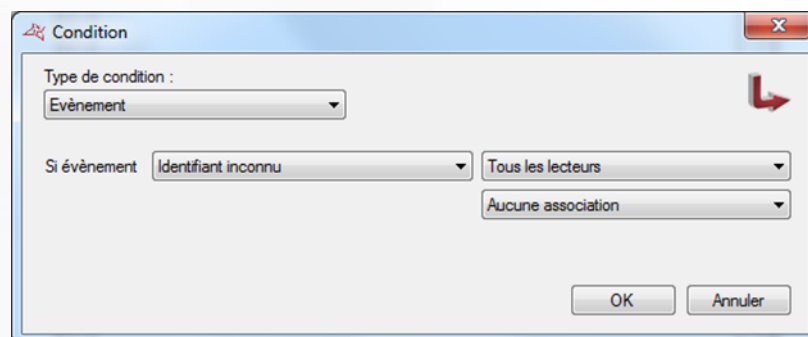 Condition
Type de condition :
Evènement
Si évènement Identifiant inconnu Tous les lecteurs
Aucune association
OK Annuler